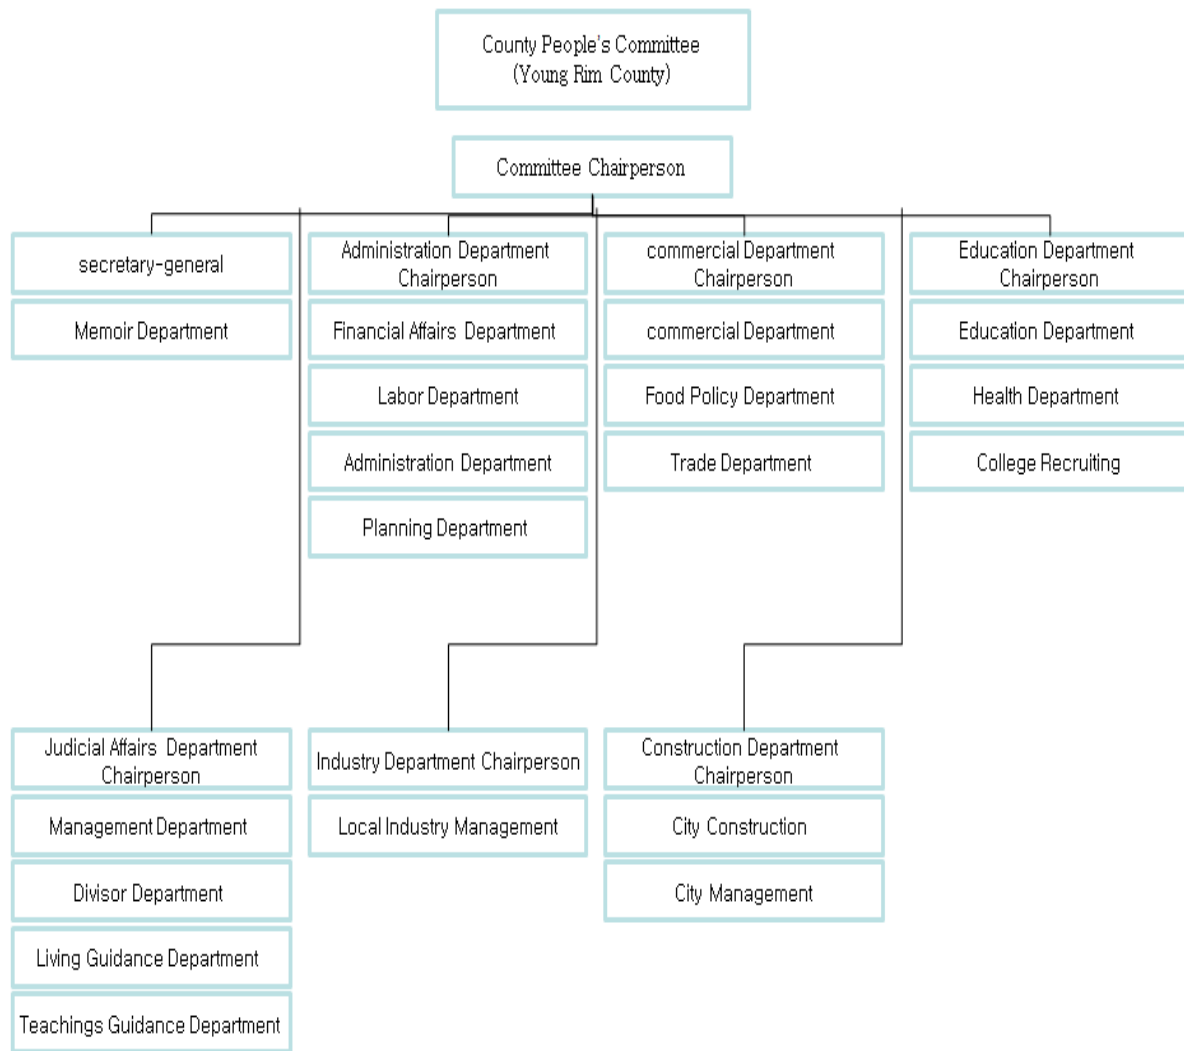 County People's Committee
(Young Rim County)
Committee Chairperson
secretary-general
Memoir Department
Administration Department
Chairperson
Financial Affairs Department
Labor Department
Administration Department
Planning Department
commercial Department
Chairperson
commercial Department
Food Policy Department
Trade Department
Education Department
Chairperson
Education Department
Health Department
College Recruiting
Judicial Affairs Department
Chairperson
Management Department
Divisor Department
Living Guidance Department
Teachings Guidance Department
Industry Department Chairperson
Local Industry Management
Construction Department
Chairperson
City Construction
City Management